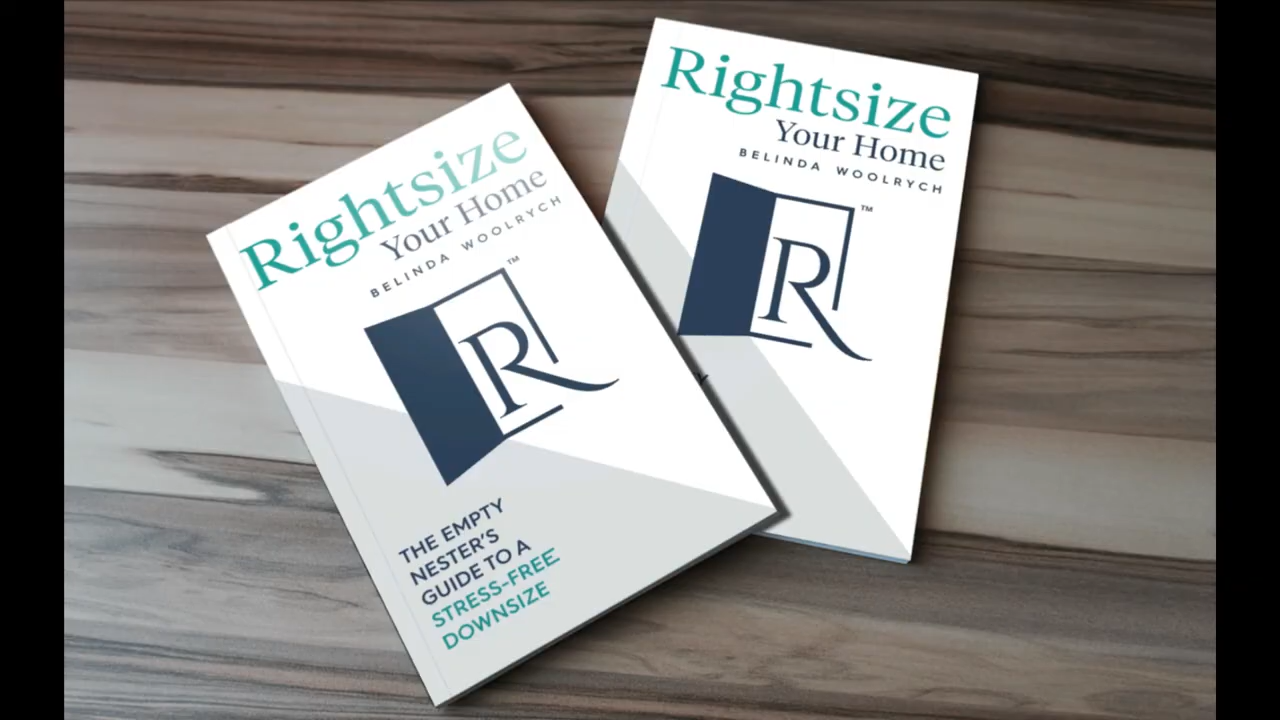 Rightsize
Your Home
BELINDA WOOLRYCH
TM
R
THE EMPTY
NESTER'S
GUIDE TO A
STRESS-FREE
DOWNSIZE
Rightsize
Your Home
BELINDA WOOLRYCH
TM
R